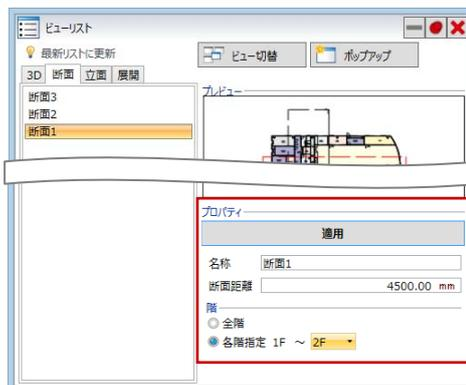 ビューリスト
最新リストに更新
ビュー切替
ポップアップ
3D 断面 立面 展開
断面3
断面2
断面1
プレビュー
プロパティ
適用
名称 断面1
断面距離 4500.00 mm
階
全階
各階指定 1F ～ 2F